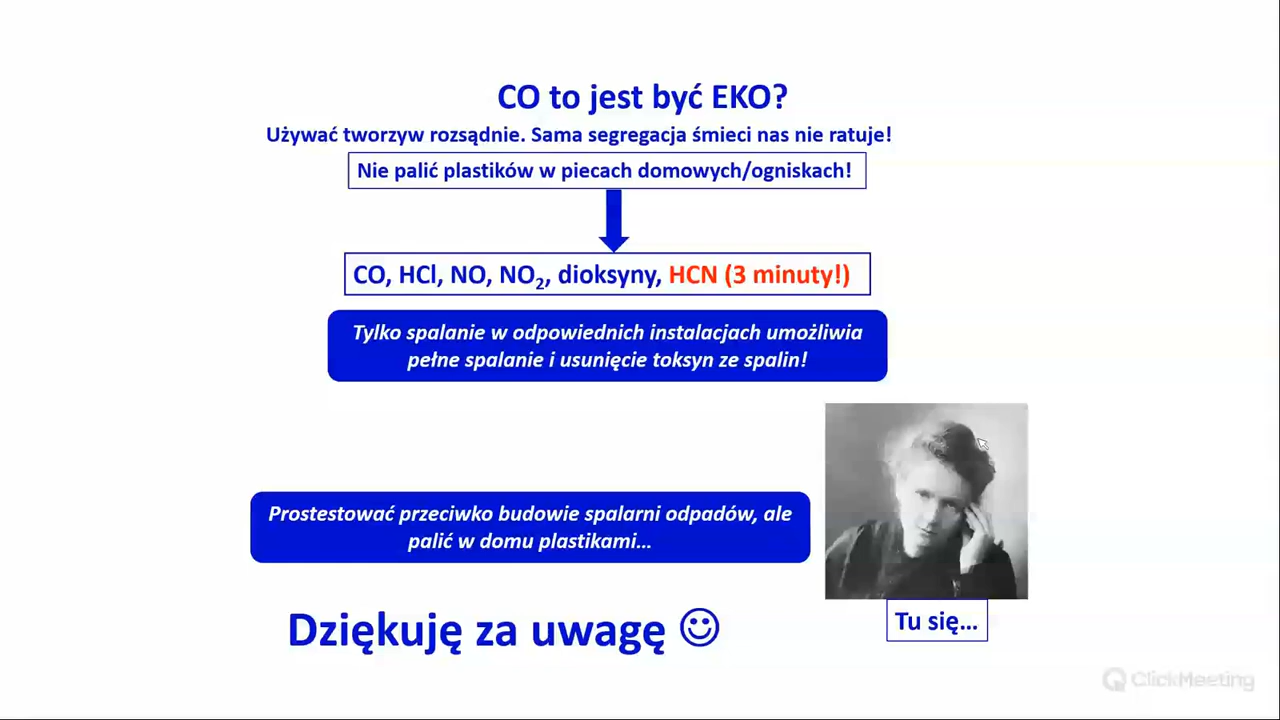 CO to jest być EKO?
Używać tworzyw rozsądnie. Sama segregacja śmieci nas nie ratuje!
Nie palić plastików w piecach domowych/ogniskach!
CO, HCl, NO, NO₂, dioksyny, HCN (3 minuty!)
Tylko spalanie w odpowiednich instalacjach umożliwia
pełne spalanie i usunięcie toksyn ze spalin!
Prostestować przeciwko budowie spalarni odpadów, ale
palić w domu plastikami...
Tu się...
Dziękuję za uwagę ☺
ClickMeeting